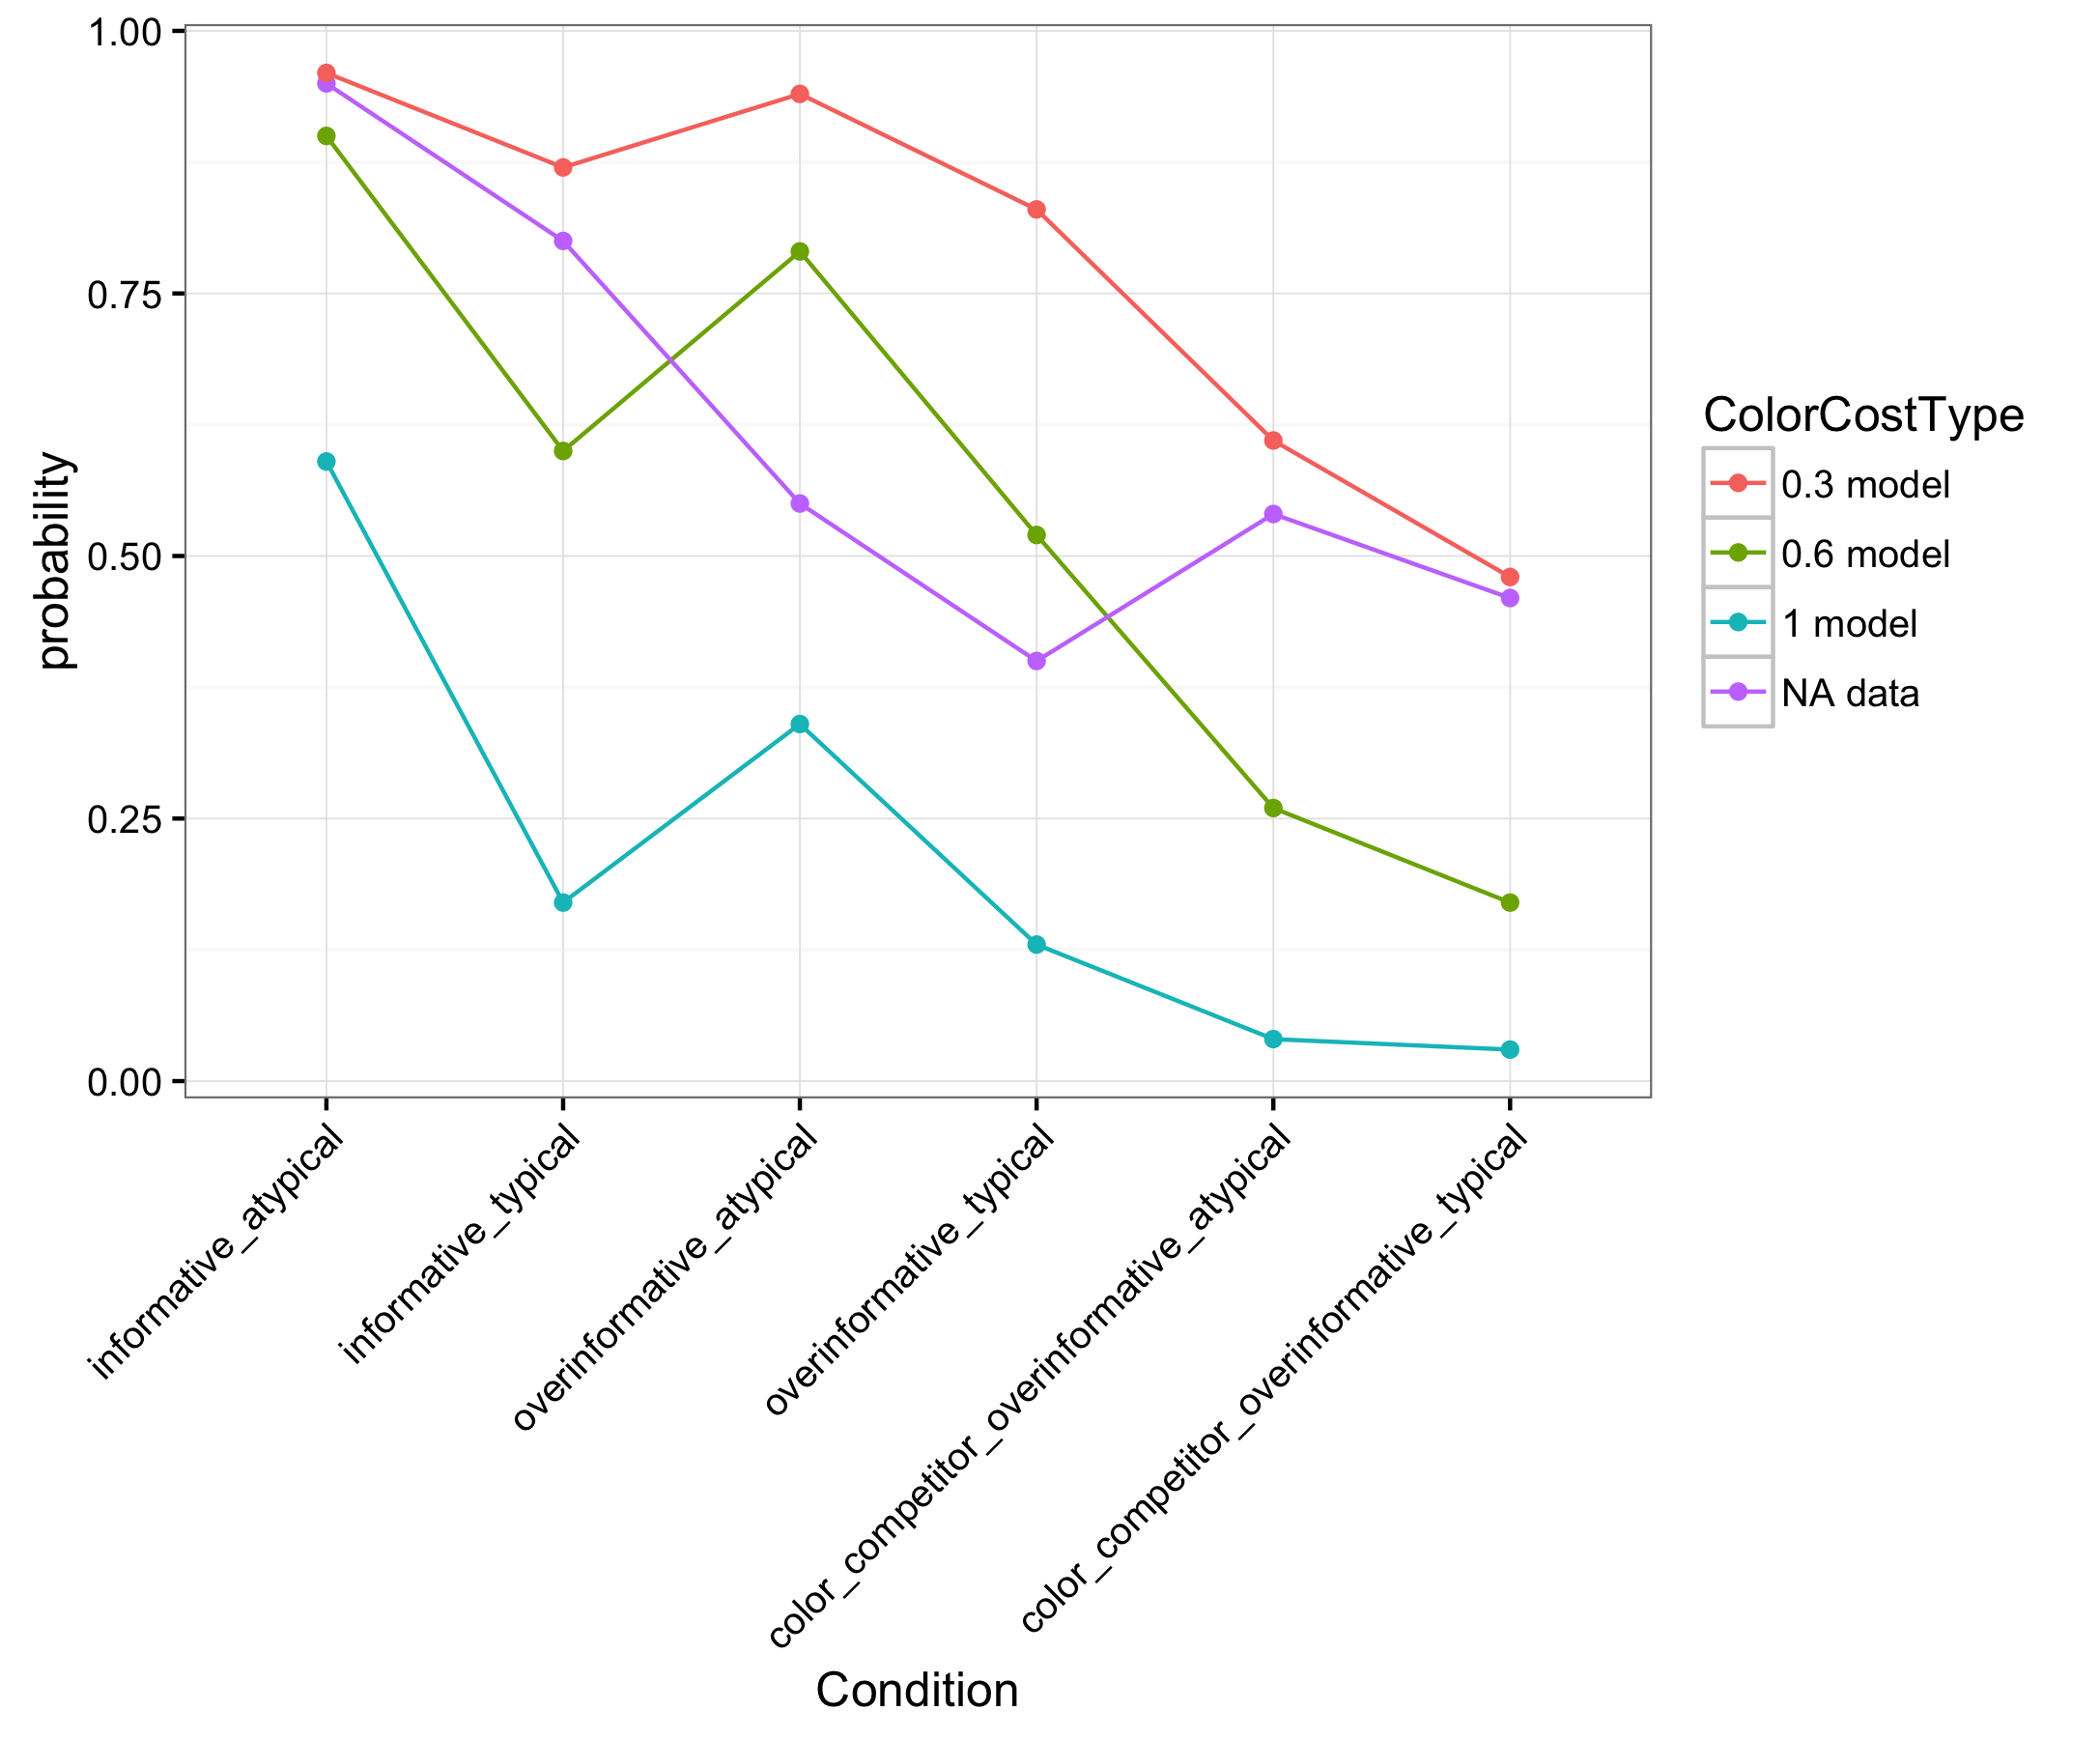 1.00
0.75
0.50
0.25
0.00
probability
informative_atypical
informative_typical
overinformative_atypical
overinformative_typical
color_competitor_overinformative_atypical
color_competitor_overinformative_typical
Condition
ColorCostType
0.3 model
0.6 model
1 model
NA data